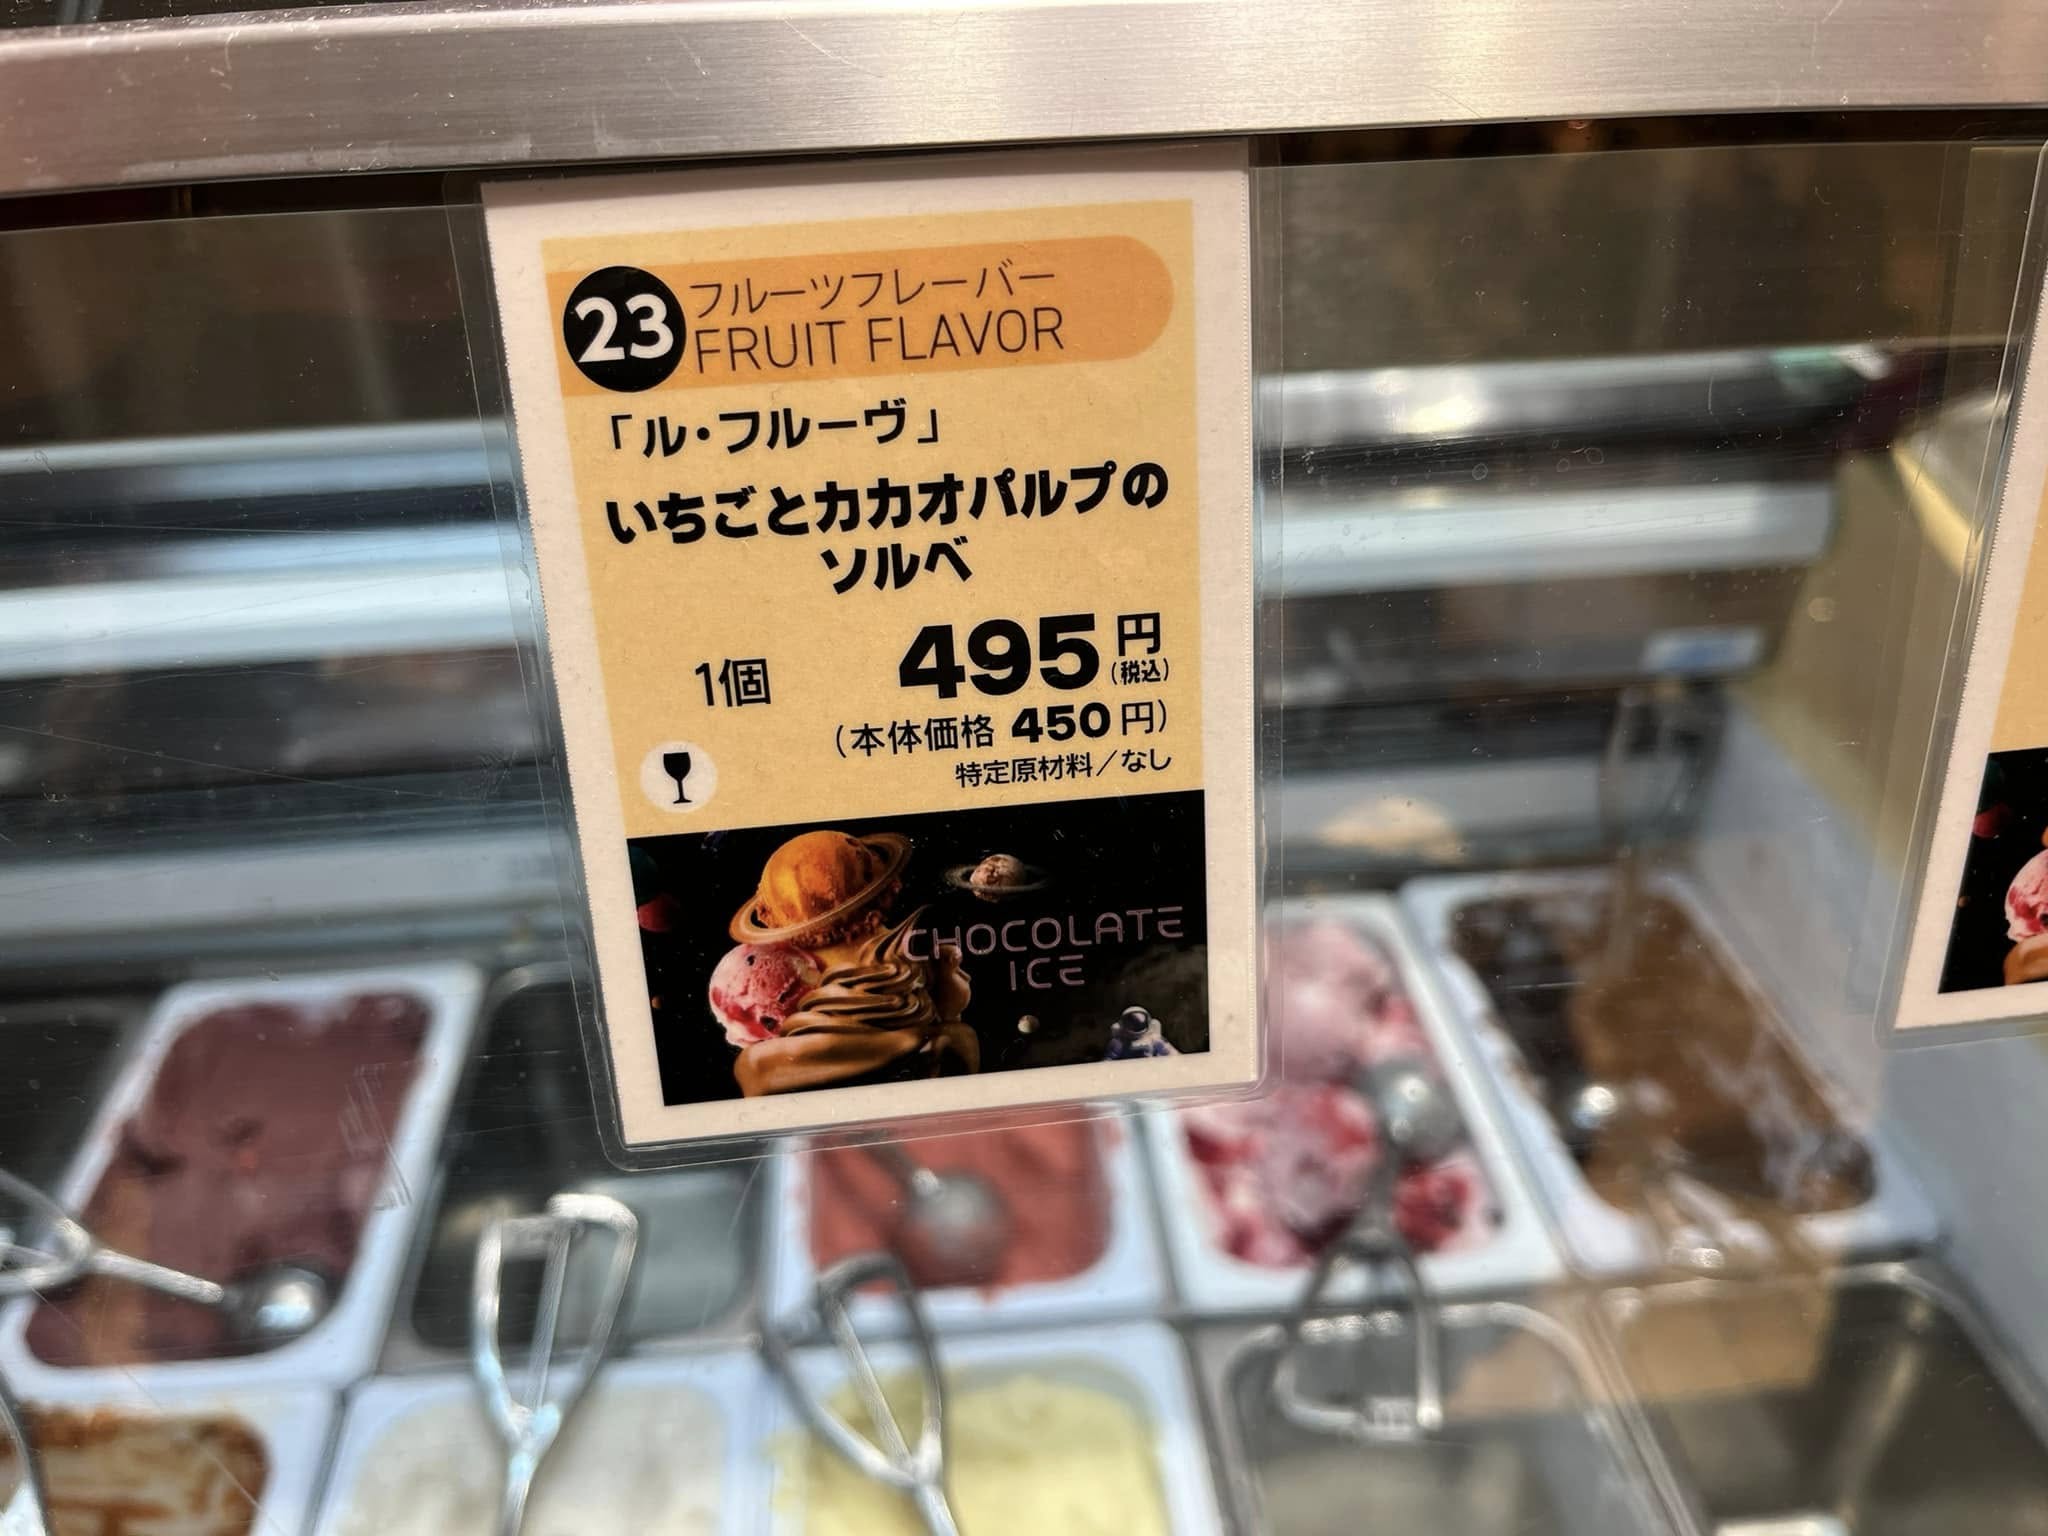 23 フルーツフレーバー
FRUIT FLAVOR
「ル・フルーヴ」
いちごとカカオパルプの
ソルベ
1個 495円
(税込)
(本体価格 450円)
特定原材料/なし
CHOCOLATE
ICE